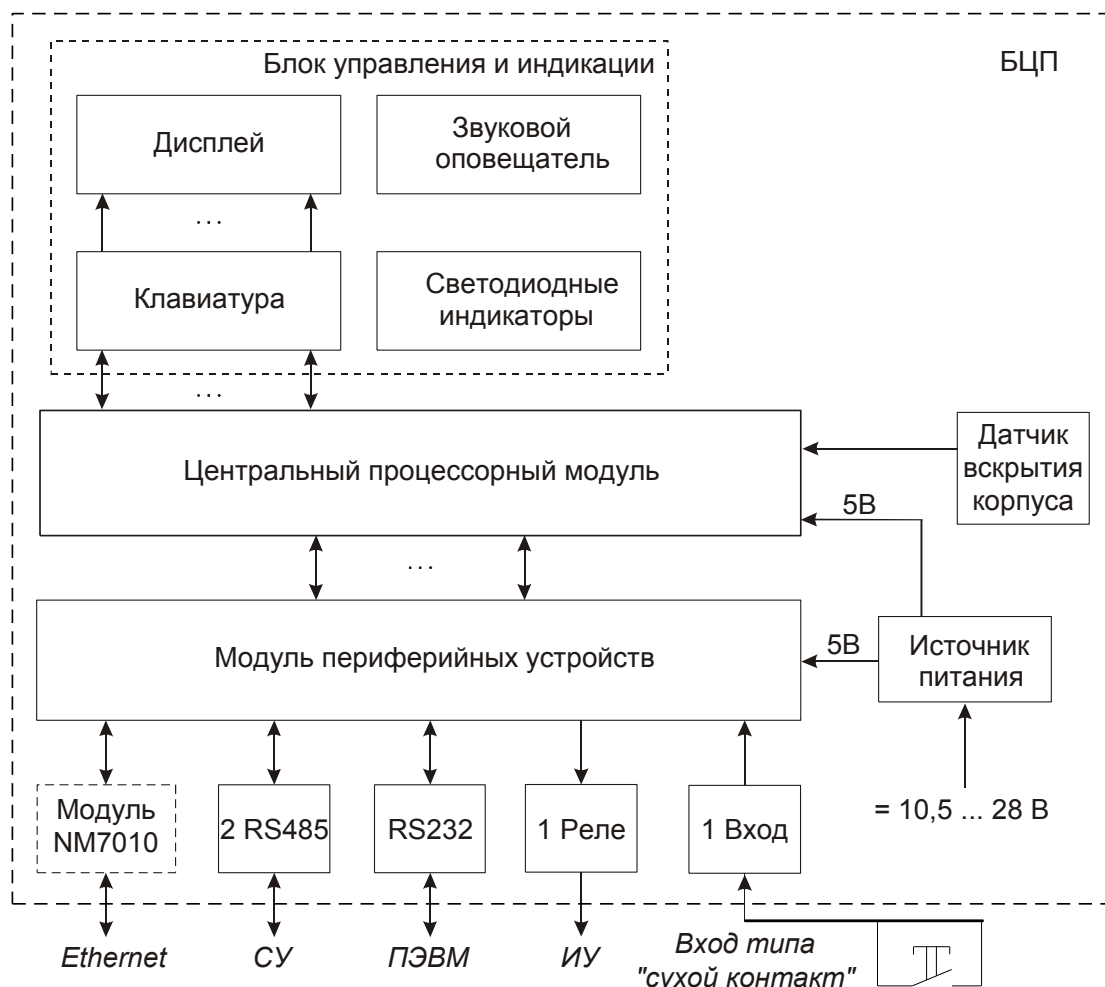 Блок управления и индикации
БЦП
Дисплей
Звуковой
оповещатель
...
Клавиатура
Светодиодные
индикаторы
...
Центральный процессорный модуль
Датчик
вскрытия
корпуса
5В
...
Модуль периферийных устройств
5В
Источник
питания
Модуль
NM7010
2 RS485
RS232
1 Реле
1 Вход
= 10,5 ... 28 В
Ethernet
СУ
ПЭВМ
ИУ
Вход типа
"сухой контакт"